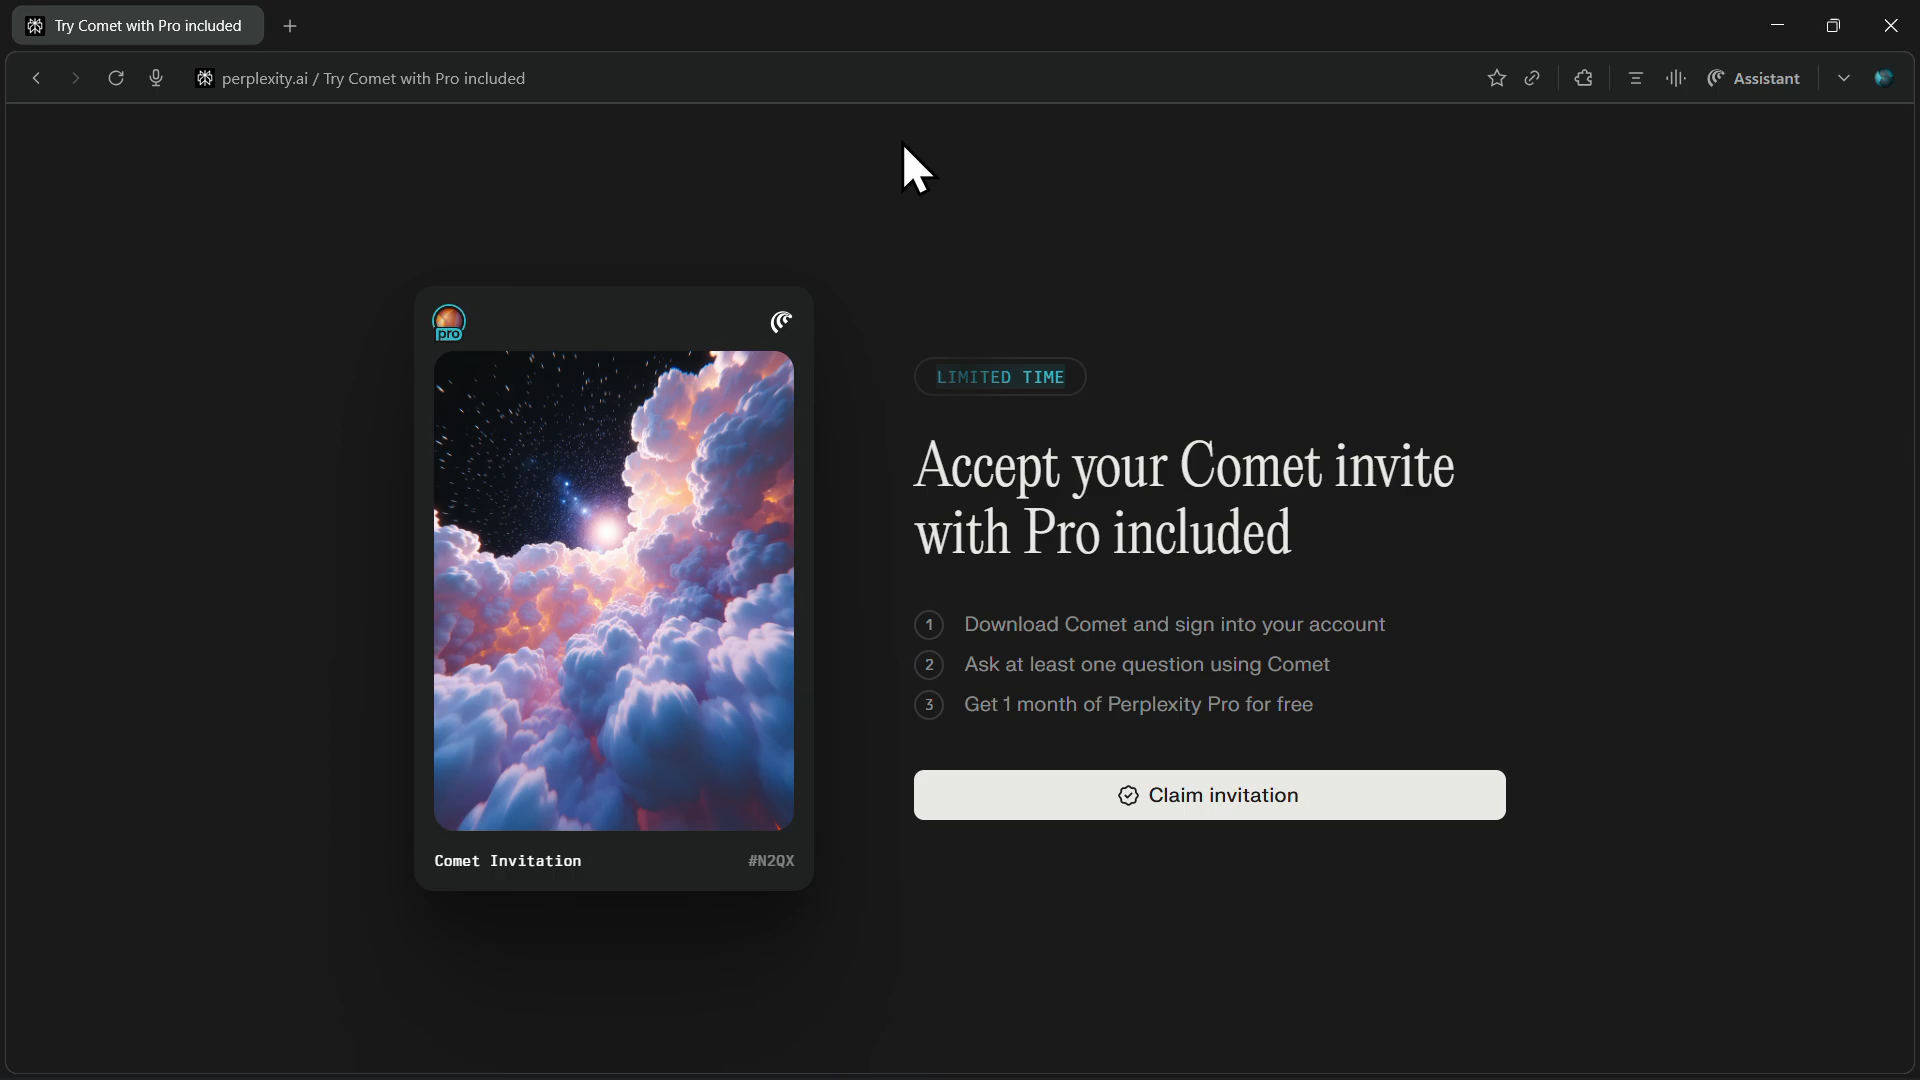 Try Comet with Pro included
perplexity.ai / Try Comet with Pro included
Assistant
pro
Comet Invitation
#N2QX
LIMITED TIME
Accept your Comet invite
with Pro included
1 Download Comet and sign into your account
2 Ask at least one question using Comet
3 Get 1 month of Perplexity Pro for free
Claim invitation